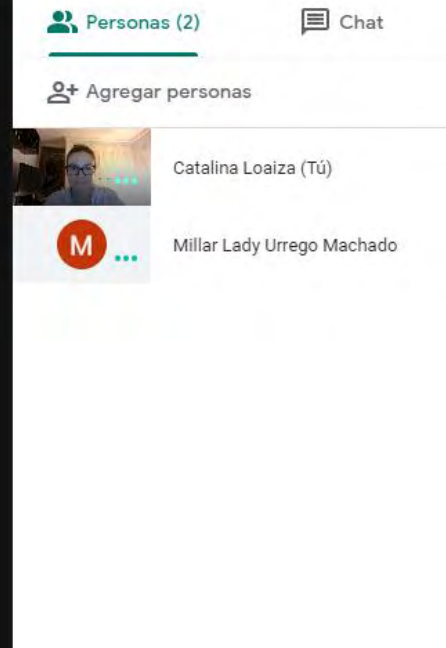 Personas (2) Chat
Agregar personas
Catalina Loaiza (Tú)
M
Millar Lady Urrego Machado